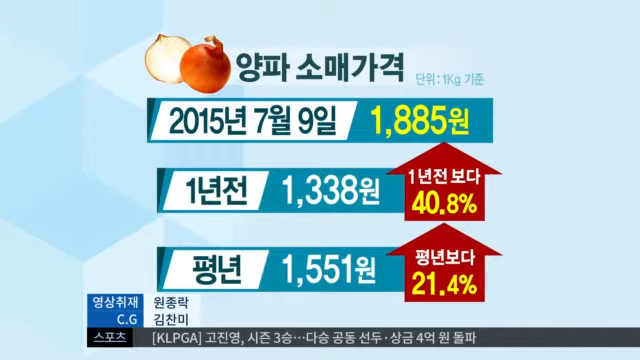 양파 소매가격
단위 : 1Kg 기준
2015년 7월 9일 1,885원
1년전 1,338원
1년전 보다
40.8%
평년 1,551원
평년보다
21.4%
영상취재 원종락
C.G 김찬미
스포츠 [KLPGA] 고진영, 시즌 3승…다승 공동 선두·상금 4억 원 돌파